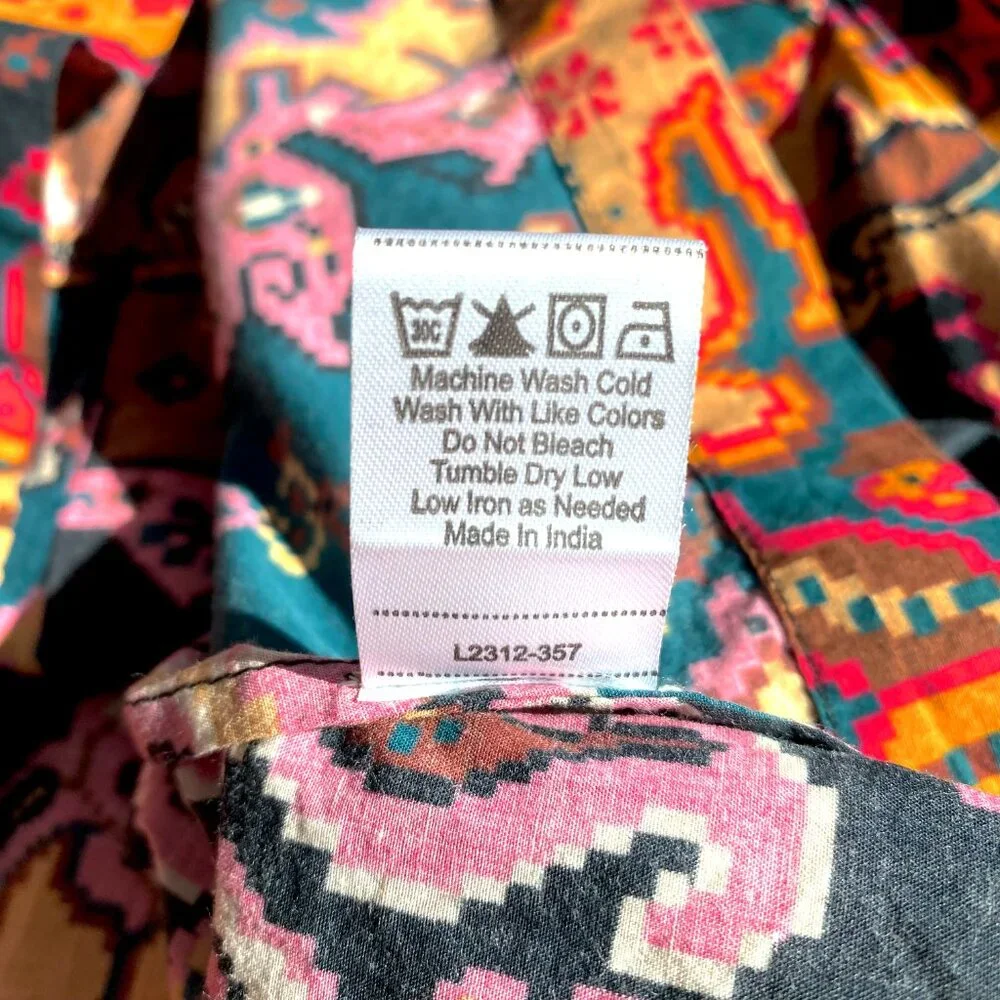 30C
Machine Wash Cold
Wash With Like Colors
Do Not Bleach
Tumble Dry Low
Low Iron as Needed
Made In India
L2312-357